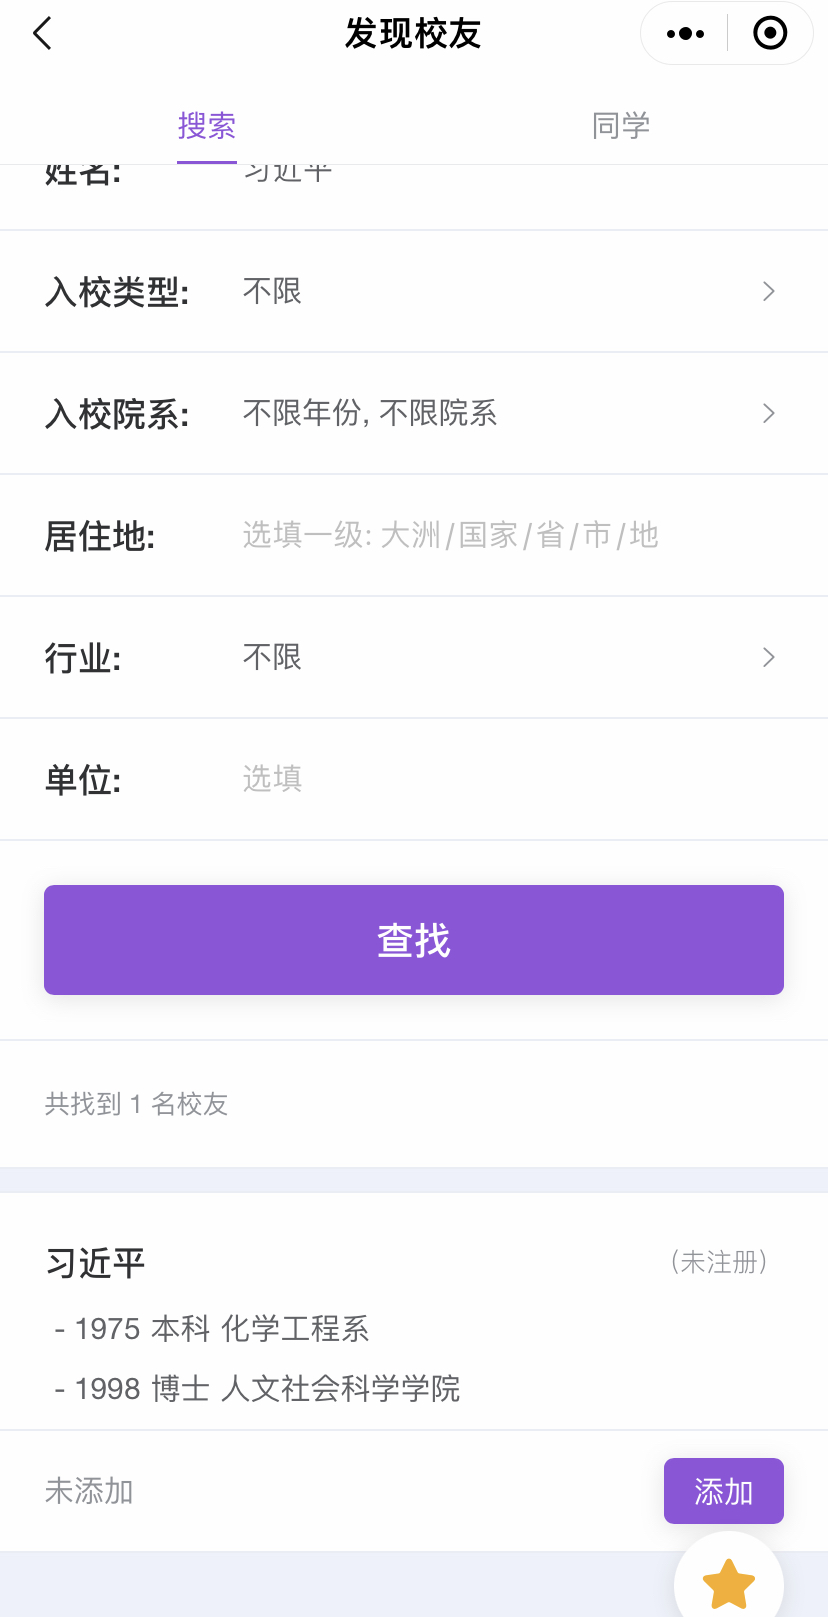 发现校友
搜索 同学
姓名: 习近平
入校类型: 不限
入校院系: 不限年份, 不限院系
居住地: 选填一级: 大洲/国家/省/市/地
行业: 不限
单位: 选填
查找
共找到 1 名校友
习近平 （未注册）
- 1975 本科 化学工程系
- 1998 博士 人文社会科学学院
未添加 添加